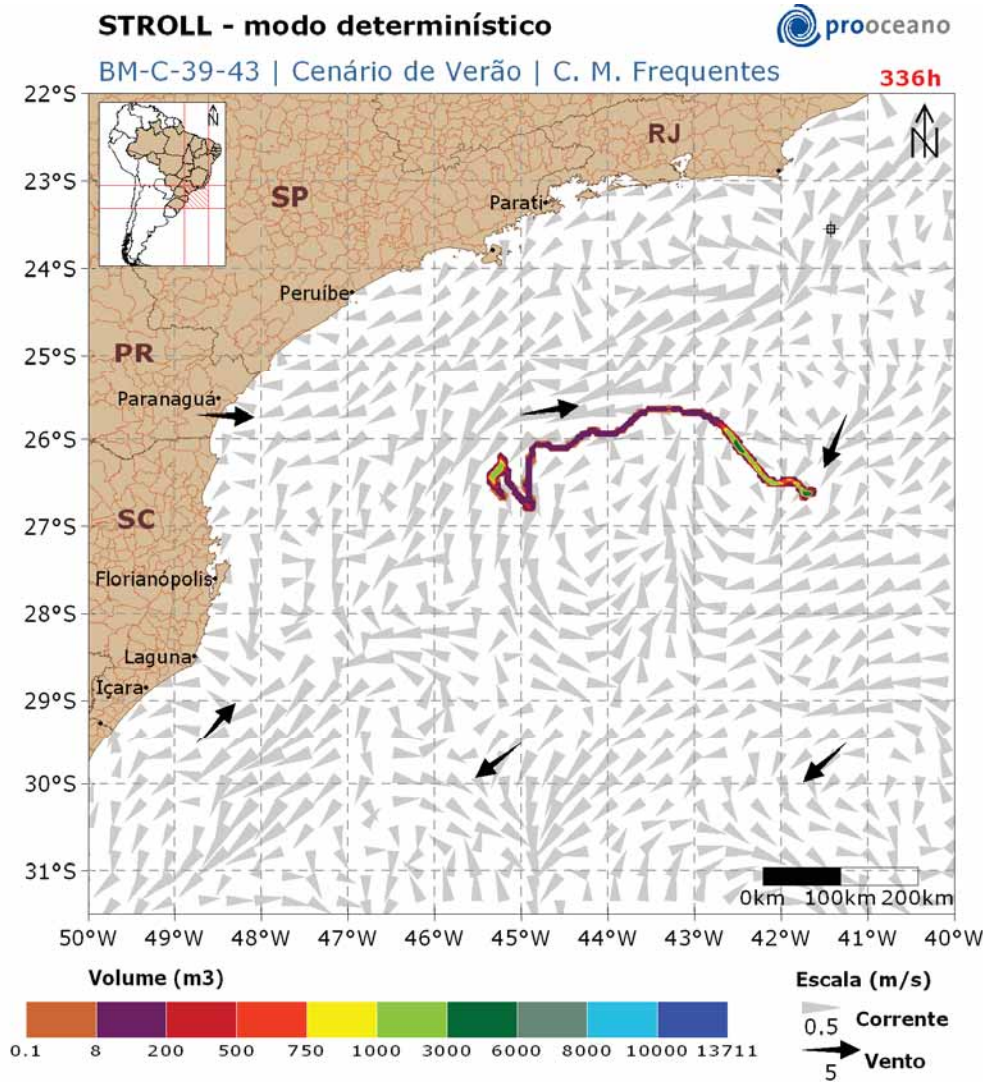 STROLL - modo determinístico
prooceano
BM-C-39-43 | Cenário de Verão | C. M. Frequentes
336h
22°S
N
N
RJ
23°S
SP
Parati
24°S
Peruíbe
PR
25°S
Paranaguá
26°S
SC
27°S
Florianópolis
28°S
Laguna
Içara
29°S
30°S
31°S
0km 100km 200km
50°W 49°W 48°W 47°W 46°W 45°W 44°W 43°W 42°W 41°W 40°W
Volume (m3)
Escala (m/s)
0.5 Corrente
0.1 8 200 500 750 1000 3000 6000 8000 10000 13711
5 Vento